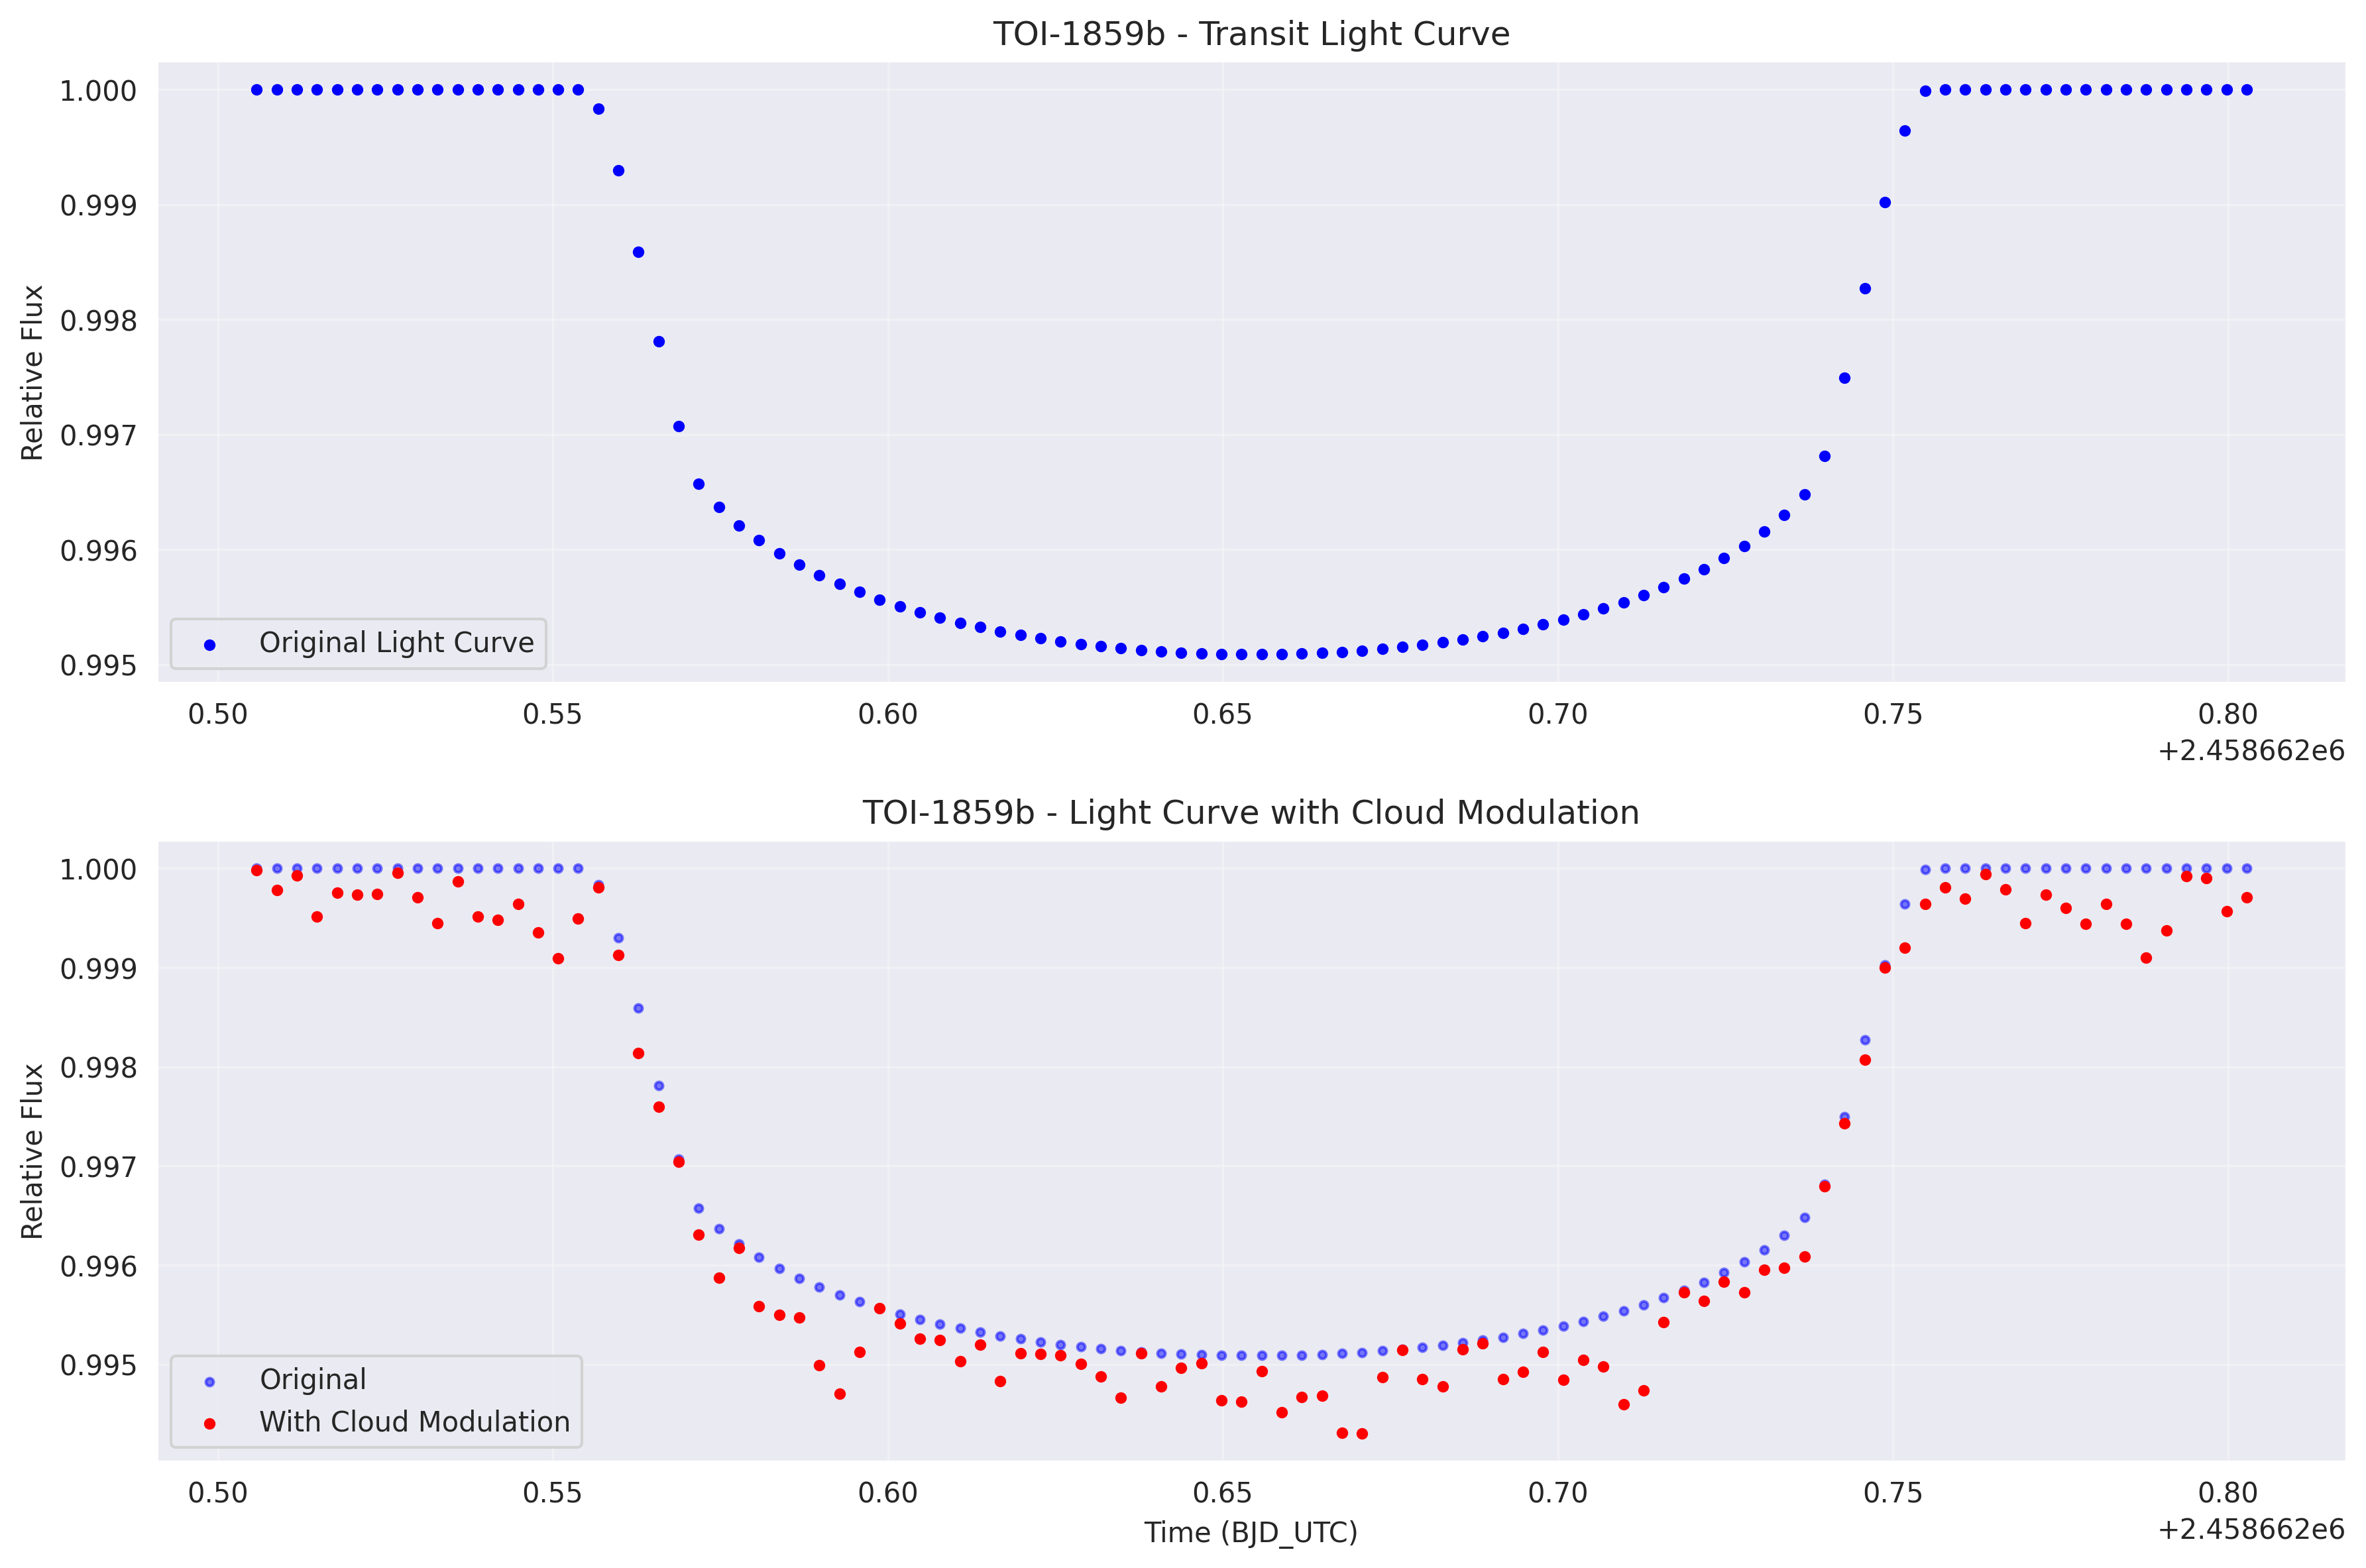 TOI-1859b - Transit Light Curve
Relative Flux
1.000
0.999
0.998
0.997
0.996
0.995
Original Light Curve
0.50 0.55 0.60 0.65 0.70 0.75 0.80
+2.458662e6
TOI-1859b - Light Curve with Cloud Modulation
Relative Flux
1.000
0.999
0.998
0.997
0.996
0.995
Original
With Cloud Modulation
0.50 0.55 0.60 0.65 0.70 0.75 0.80
+2.458662e6
Time (BJD_UTC)